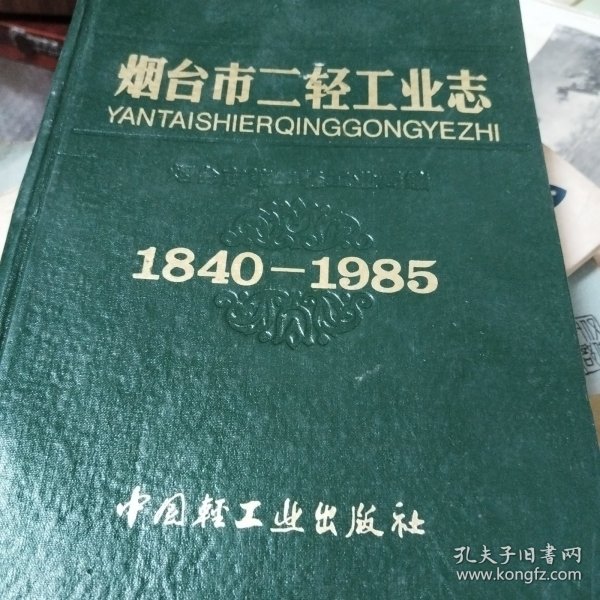 烟台市二轻工业志
YANTAISHIERQINGGONGYEZHI
1840-1985
中国轻工业出版社
孔夫子旧书网
www.kongfz.com